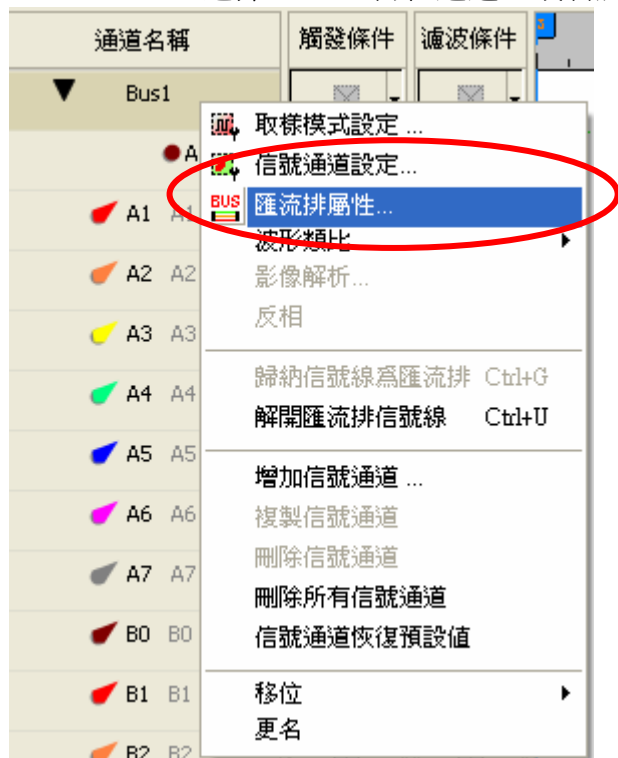 通道名稱 觸發條件 濾波條件
Bus1
取樣模式設定 ...
A
信號通道設定...
BUS 匯流排屬性...
A1 A1
波形類比
A2 A2
影像解析...
反相
A3 A3
歸納信號線為匯流排 Ctrl+G
A4 A4
解開匯流排信號線 Ctrl+U
A5 A5
增加信號通道 ...
A6 A6
複製信號通道
刪除信號通道
A7 A7
刪除所有信號通道
B0 B0
信號通道恢復預設值
B1 B1
移位
更名
B2 B2